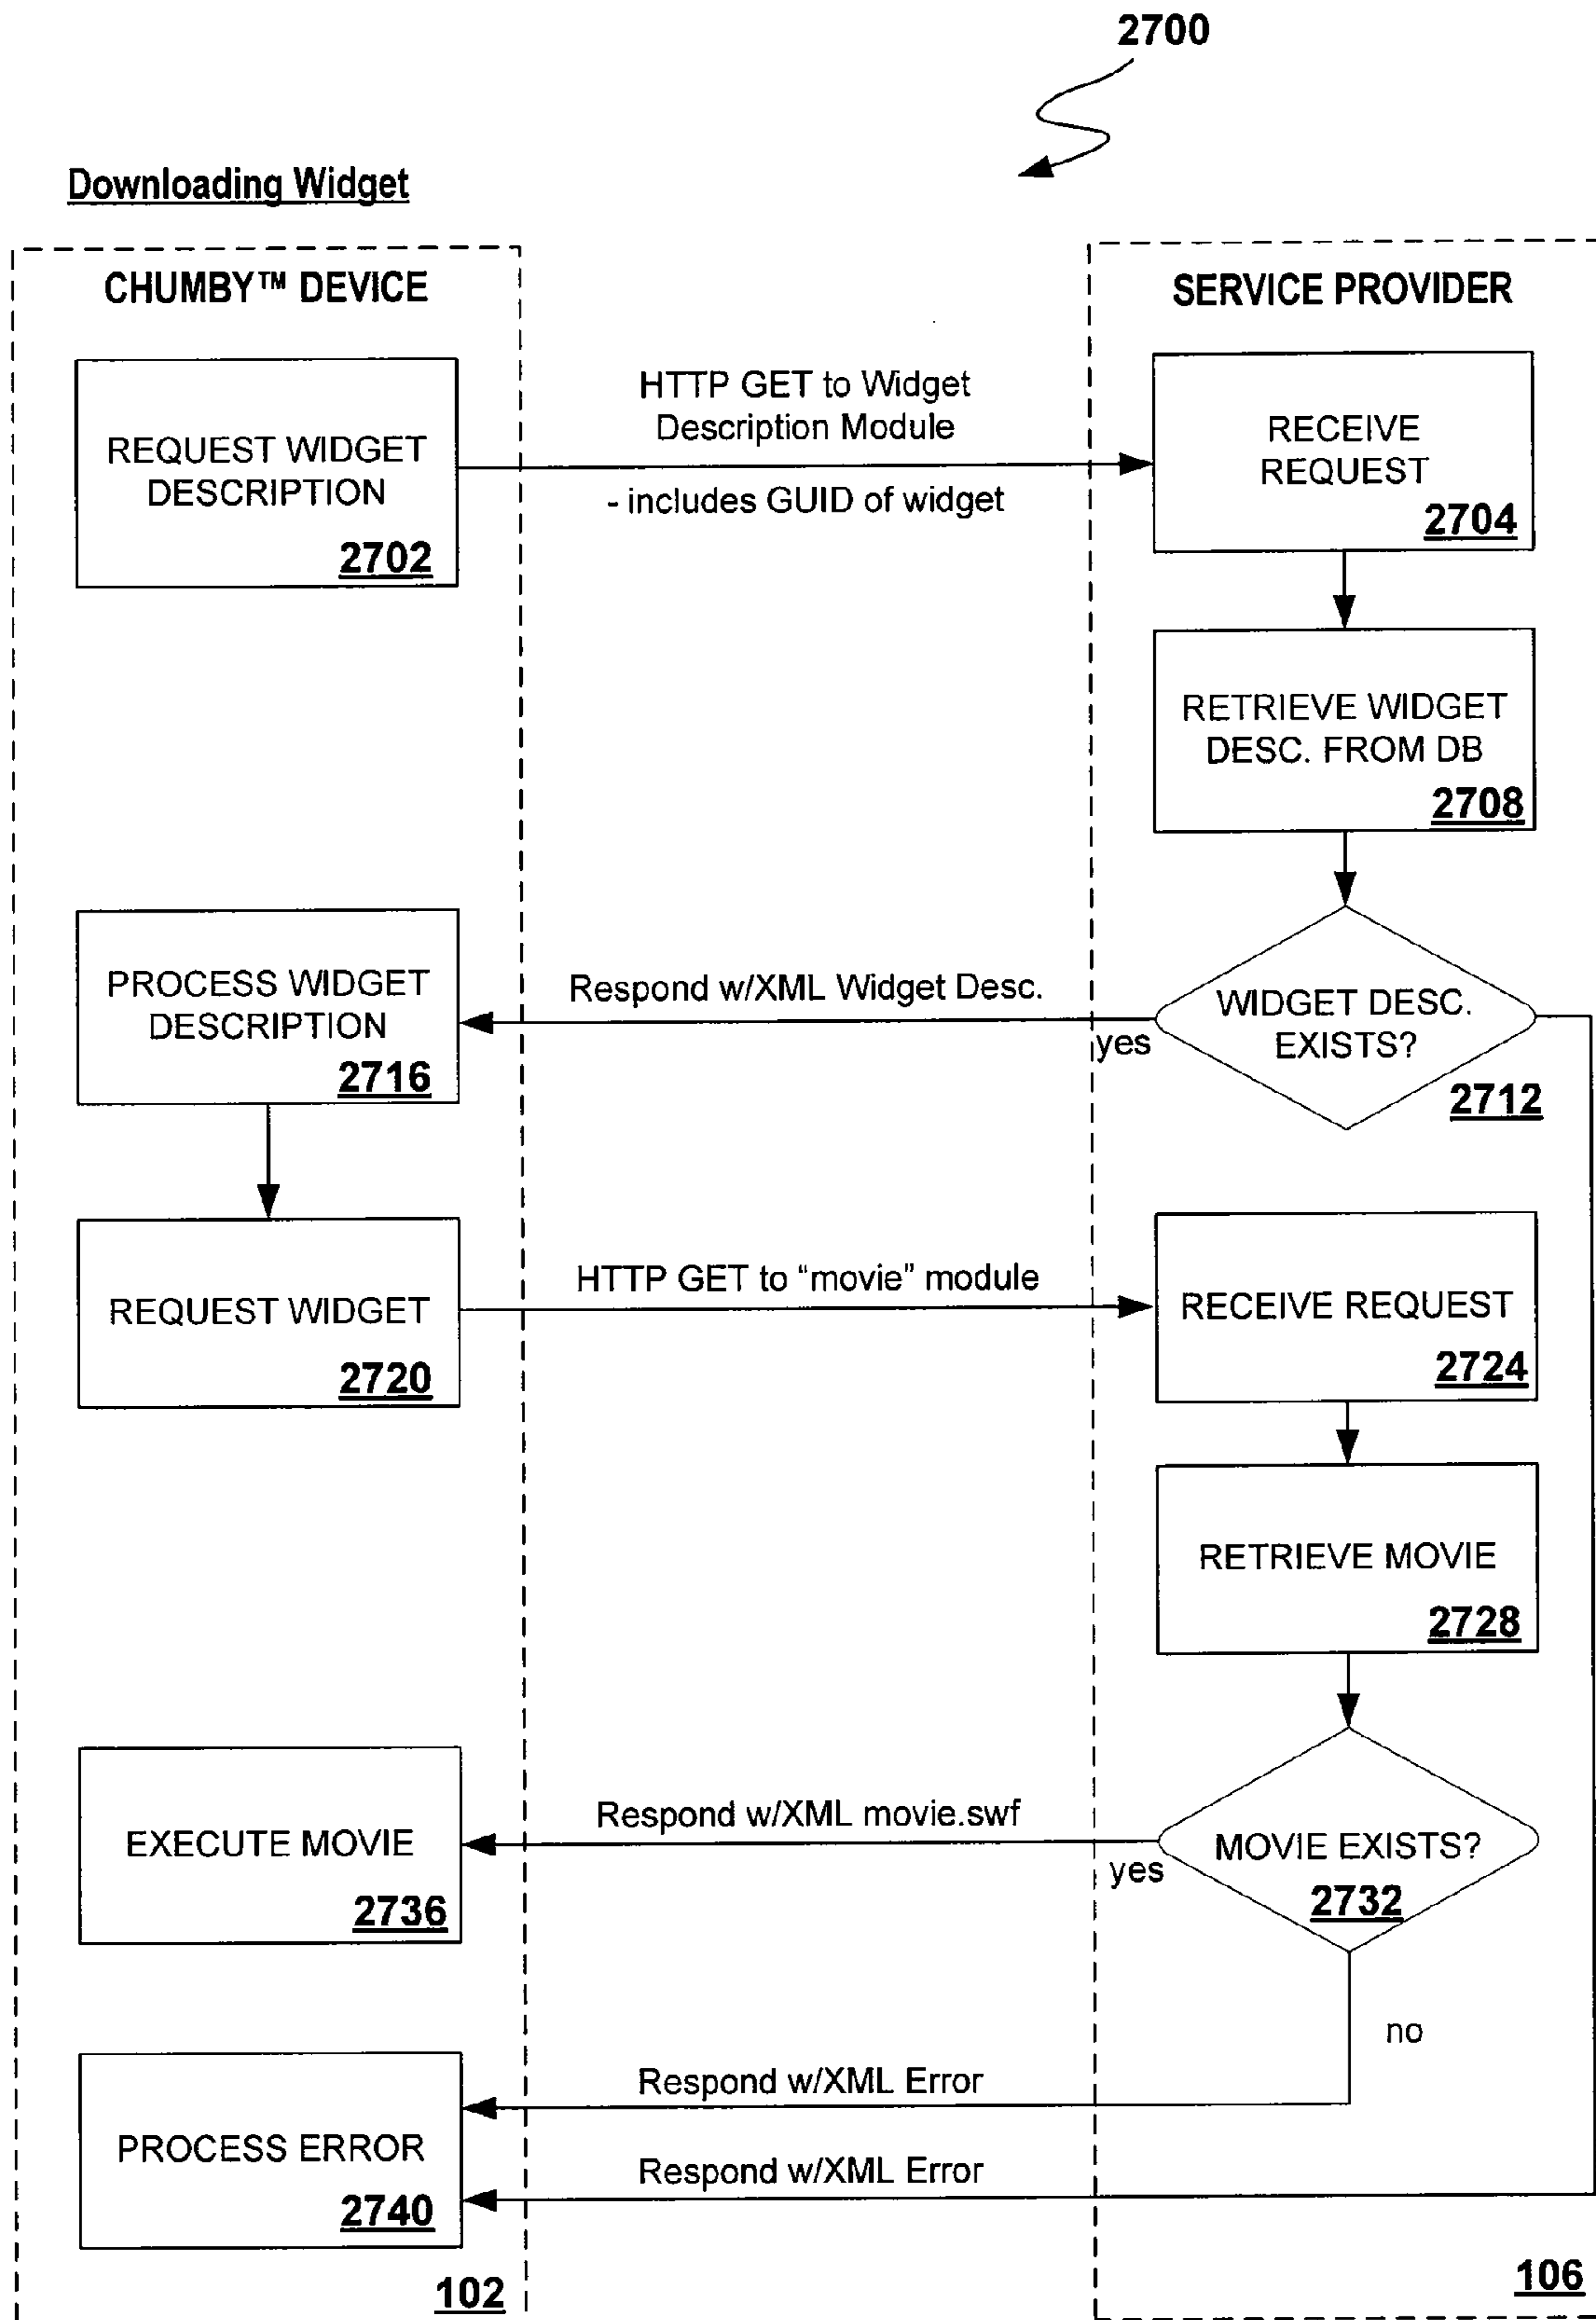 2700
Downloading Widget
CHUMBY™ DEVICE
SERVICE PROVIDER
REQUEST WIDGET
DESCRIPTION
2702
HTTP GET to Widget
Description Module
- includes GUID of widget
RECEIVE
REQUEST
2704
RETRIEVE WIDGET
DESC. FROM DB
2708
PROCESS WIDGET
DESCRIPTION
2716
Respond w/XML Widget Desc.
yes
WIDGET DESC.
EXISTS?
2712
REQUEST WIDGET
2720
HTTP GET to “movie” module
RECEIVE REQUEST
2724
RETRIEVE MOVIE
2728
EXECUTE MOVIE
2736
Respond w/XML movie.swf
yes
MOVIE EXISTS?
2732
no
Respond w/XML Error
PROCESS ERROR
2740
Respond w/XML Error
102
106